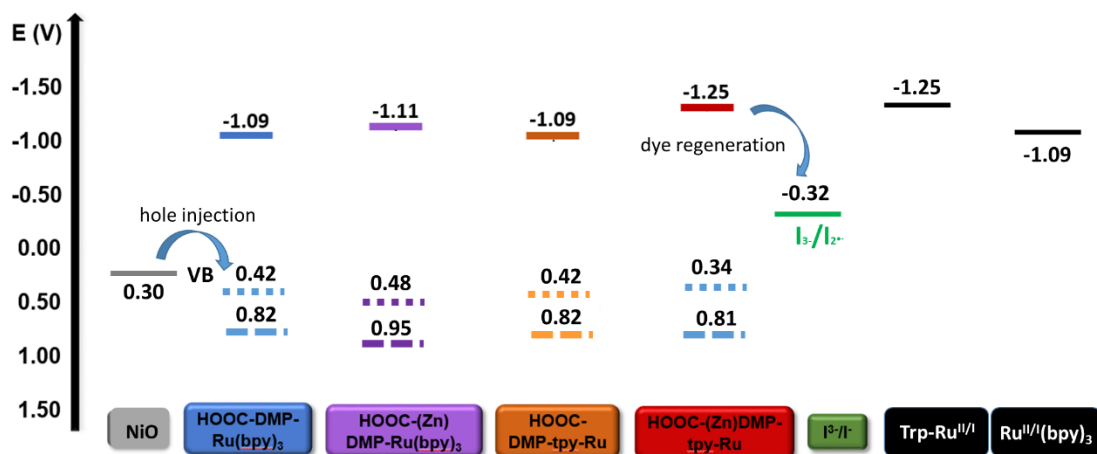 E (V)
-1.50
-1.00
-0.50
0.00
0.50
1.00
1.50
-1.09
-1.11
-1.09
-1.25
-1.25
-1.09
dye regeneration
-0.32
I₃-/I₂•-
hole injection
VB
0.30
0.42
0.82
0.48
0.95
0.42
0.82
0.34
0.81
NiO
HOOC-DMP-
Ru(bpy)₃
HOOC-(Zn)
DMP-Ru(bpy)₃
HOOC-
DMP-tpy-Ru
HOOC-(Zn)DMP-
tpy-Ru
I³⁻/I⁻
Trp-Ruᴵᴵ/ᴵ
Ruᴵᴵ/ᴵ(bpy)₃